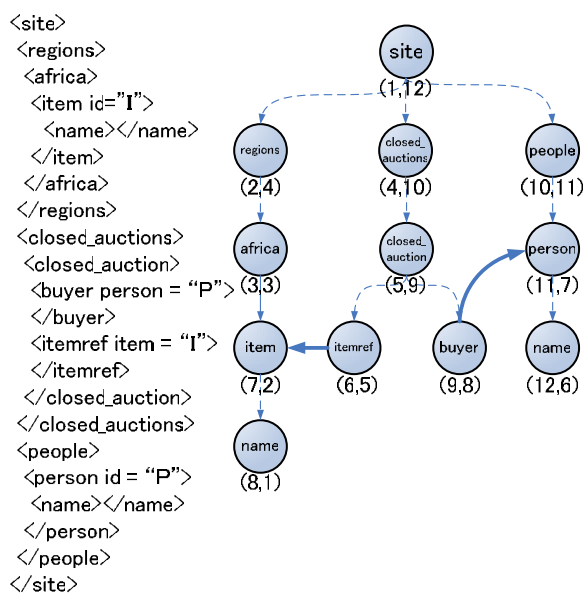 <site>
<regions>
<africa>
<item id="I">
<name></name>
</item>
</africa>
</regions>
<closed_auctions>
<closed_auction>
<buyer person = “P”>
</buyer>
<itemref item = “I”>
</itemref>
</closed_auction>
</closed_auctions>
<people>
<person id = “P”>
<name></name>
</person>
</people>
</site>
site
(1,12)
regions
closed_
auctions
people
(2,4)
(4,10)
(10,11)
africa
closed_
auction
person
(3,3)
(5,9)
(11,7)
item
itemref
buyer
name
(7,2)
(6,5)
(9,8)
(12,6)
name
(8,1)